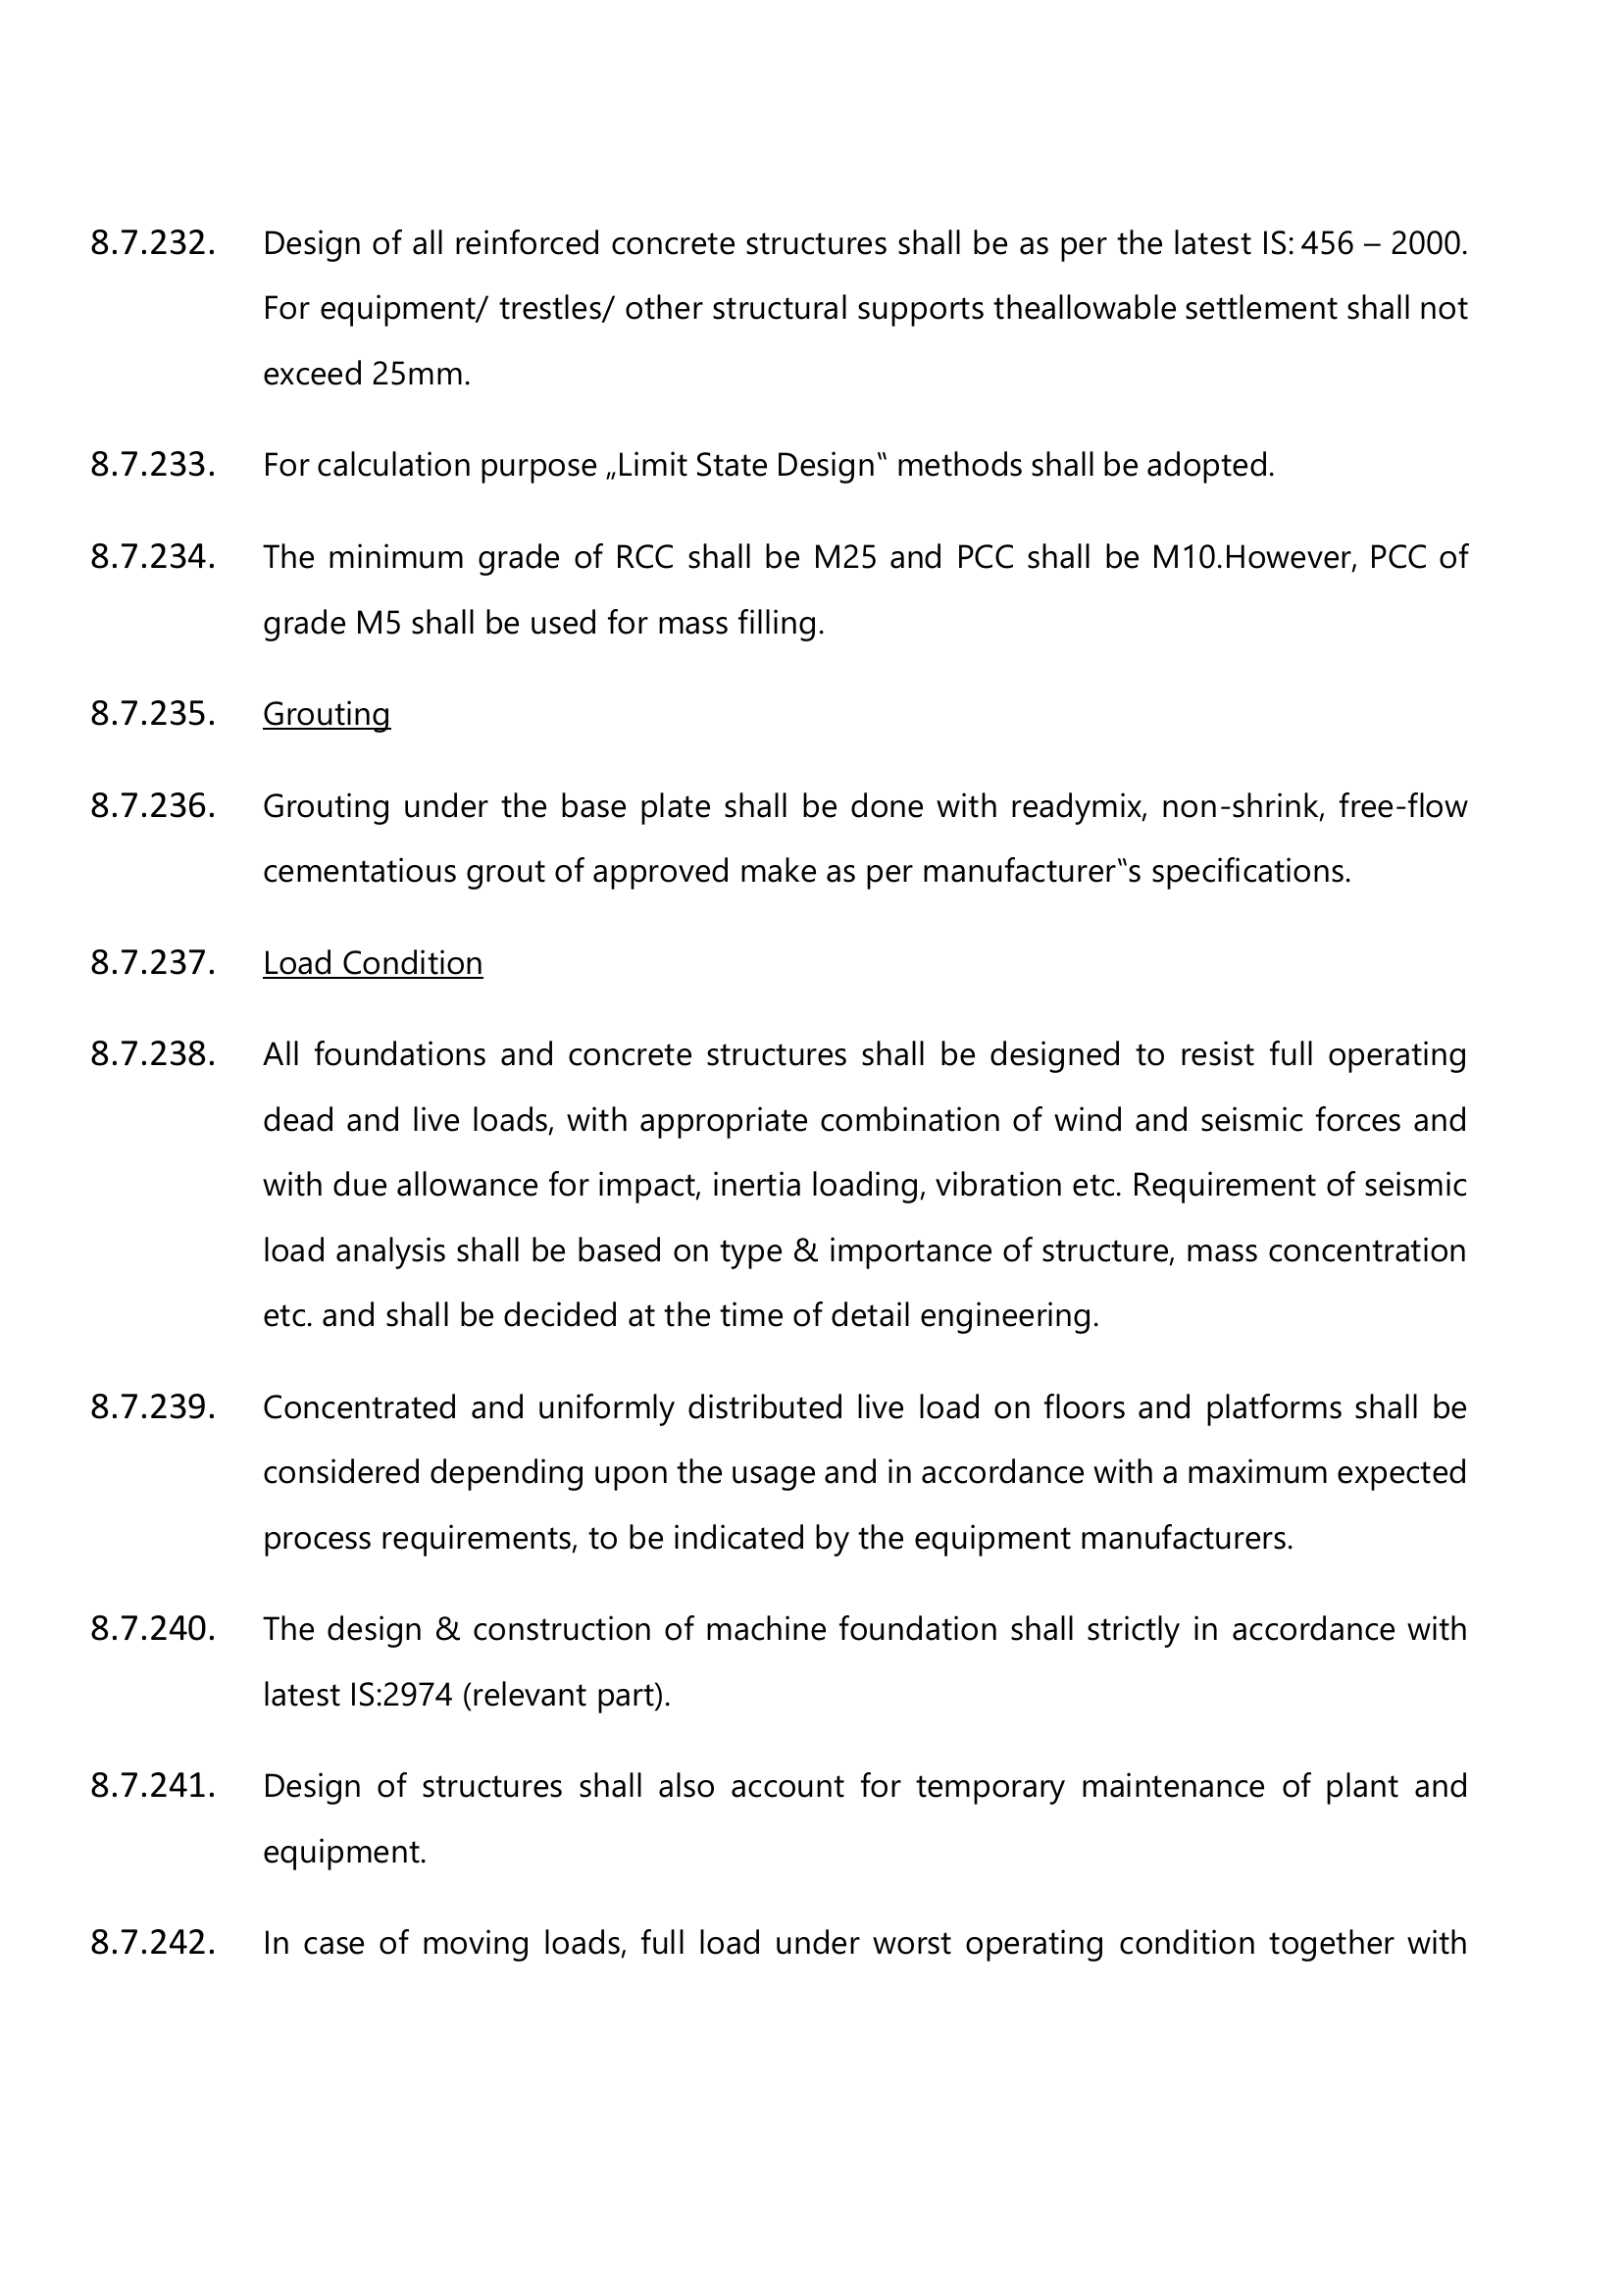 8.7.232. Design of all reinforced concrete structures shall be as per the latest IS: 456 – 2000.
For equipment/ trestles/ other structural supports theallowable settlement shall not
exceed 25mm.
8.7.233. For calculation purpose „Limit State Design‟ methods shall be adopted.
8.7.234. The minimum grade of RCC shall be M25 and PCC shall be M10.However, PCC of
grade M5 shall be used for mass filling.
8.7.235. Grouting
8.7.236. Grouting under the base plate shall be done with readymix, non-shrink, free-flow
cementatious grout of approved make as per manufacturer‟s specifications.
8.7.237. Load Condition
8.7.238. All foundations and concrete structures shall be designed to resist full operating
dead and live loads, with appropriate combination of wind and seismic forces and
with due allowance for impact, inertia loading, vibration etc. Requirement of seismic
load analysis shall be based on type & importance of structure, mass concentration
etc. and shall be decided at the time of detail engineering.
8.7.239. Concentrated and uniformly distributed live load on floors and platforms shall be
considered depending upon the usage and in accordance with a maximum expected
process requirements, to be indicated by the equipment manufacturers.
8.7.240. The design & construction of machine foundation shall strictly in accordance with
latest IS:2974 (relevant part).
8.7.241. Design of structures shall also account for temporary maintenance of plant and
equipment.
8.7.242. In case of moving loads, full load under worst operating condition together with